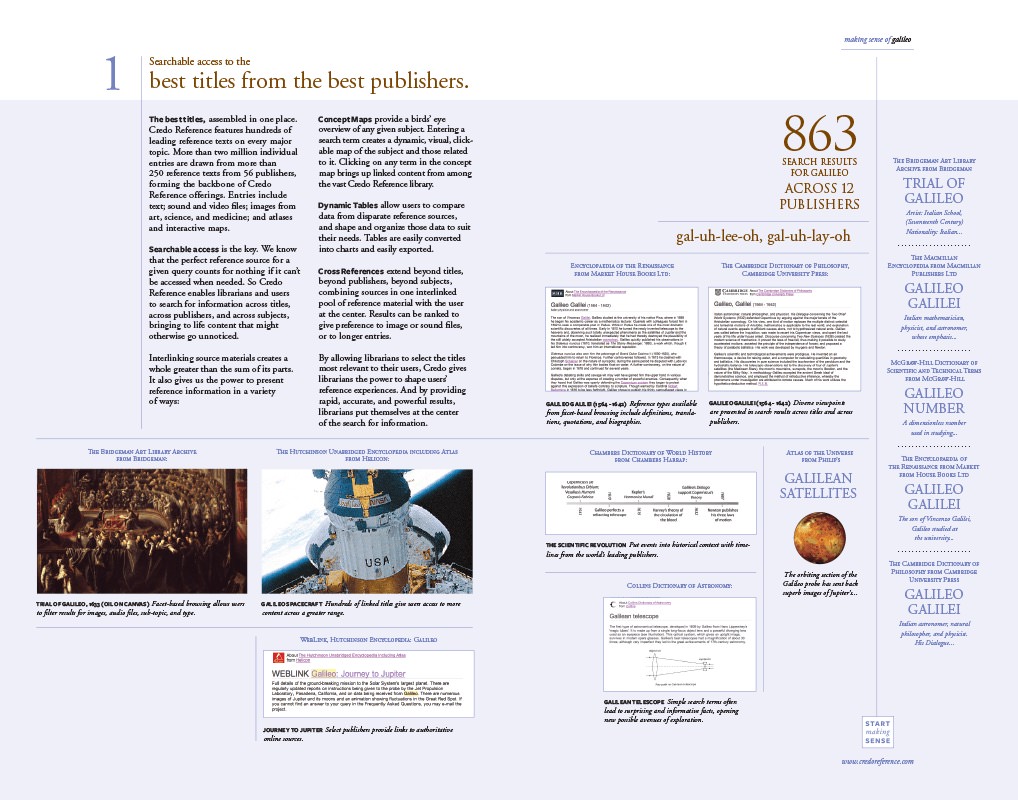 making sense of galileo
1
Searchable access to the
best titles from the best publishers.
The best titles, assembled in one place.
Credo Reference features hundreds of
leading reference texts on every major
topic. More than two million individual
entries are drawn from more than
250 reference texts from 56 publishers,
forming the backbone of Credo
Reference offerings. Entries include
text; sound and video files; images from
art, science, and medicine; and atlases
and interactive maps.
Searchable access is the key. We know
that the perfect reference source for a
given query counts for nothing if it can't
be accessed when needed. So Credo
Reference enables librarians and users
to search for information across titles,
across publishers, and across subjects,
bringing to life content that might
otherwise go unnoticed.
Interlinking source materials creates a
whole greater than the sum of its parts.
It also gives us the power to present
reference information in a variety
of ways:
Concept Maps provide a birds' eye
overview of any given subject. Entering a
search term creates a dynamic, visual, click-
able map of the subject and those related
to it. Clicking on any term in the concept
map brings up linked content from among
the vast Credo Reference library.
Dynamic Tables allow users to compare
data from disparate reference sources,
and shape and organize those data to suit
their needs. Tables are easily converted
into charts and easily exported.
Cross References extend beyond titles,
beyond publishers, beyond subjects,
combining sources in one interlinked
pool of reference material with the user
at the center. Results can be ranked to
give preference to image or sound files,
or to longer entries.
By allowing librarians to select the titles
most relevant to their users, Credo gives
librarians the power to shape users'
reference experiences. And by providing
rapid, accurate, and powerful results,
librarians put themselves at the center
of the search for information.
863
SEARCH RESULTS
FOR GALILEO
ACROSS 12
PUBLISHERS
gal-uh-lee-oh, gal-uh-lay-oh
Encyclopaedia of the Renaissance
from Market House Books Ltd:
Galileo Galilei (1564 - 1642)
GALILEO GALILEI (1564 -1642) Reference types available
from facet-based browsing include definitions, transla-
tions, quotations, and biographies.
The Cambridge Dictionary of Philosophy,
Cambridge University Press:
CAMBRIDGE
Galileo, Galilei (1564 - 1642)
GALILEO GALILEI (1564 - 1642) Diverse viewpoints
are presented in search results across titles and across
publishers.
The Bridgeman Art Library Archive
from Bridgeman:
TRIAL OF GALILEO, 1633 (OIL ON CANVAS) Facet-based browsing allows users
to filter results for images, audio files, sub-topic, and type.
The Hutchinson Unabridged Encyclopedia including Atlas
from Helicon:
USA
GALILEO SPACECRAFT Hundreds of linked title give users access to more
content across a greater range.
WebLink, Hutchinson Encyclopedia: Galileo
About The Hutchinson Unabridged Encyclopedia Including Atlas
from Helicon
WEBLINK Galileo: Journey to Jupiter
Full details of the ground-breaking mission to the Solar System's largest planet. There are
regularly updated reports on instructions being given to the probe by the Jet Propulsion
Laboratory, Pasadena, California, and on data being received from Galileo. There are numerous
images of Jupiter and its moons and an animation showing fluctuations in the Great Red Spot. If
you cannot find an answer to your query in the Frequently Asked Questions, you may e-mail the
project.
JOURNEY TO JUPITER Select publishers provide links to authoritative
online sources.
Chambers Dictionary of World History
from Chambers Harrap:
Copernicus De
Revolutionibus Orbium;
Vesalius Humani
Corporis Fabrica
Kepler's
Harmonice Mundi
Galileo's Dialogo
support Copernicus's
theory
Galileo perfects a
refracting telescope
Harvey's theory of
the circulation of
the blood
Newton publishes
his three laws
of motion
THE SCIENTIFIC REVOLUTION Put events into historical context with time-
lines from the world's leading publishers.
Collins Dictionary of Astronomy:
Galilean telescope
GALILEAN TELESCOPE Simple search terms often
lead to surprising and informative facts, opening
new possible avenues of exploration.
Atlas of the Universe
from Philip's
GALILEAN
SATELLITES
The orbiting section of the
Galileo probe has sent back
superb images of Jupiter's...
The Bridgeman Art Library
Archive from Bridgeman
TRIAL OF
GALILEO
Artist: Italian School,
(Seventeenth Century)
Nationality: Italian...
The Macmillan
Encyclopedia from Macmillan
Publishers Ltd
GALILEO
GALILEI
Italian mathematician,
physicist, and astronomer,
whose emphasis...
McGraw-Hill Dictionary of
Scientific and Technical Terms
from McGraw-Hill
GALILEO
NUMBER
A dimensionless number
used in studying...
The Encyclopaedia of
the Renaissance from Market
House Books Ltd
GALILEO
GALILEI
The son of Vincenzo Galilei,
Galileo studied at
the university...
The Cambridge Dictionary of
Philosophy from Cambridge
University Press
GALILEO
GALILEI
Italian astronomer, natural
philosopher, and physicist.
His Dialogue...
START
making
SENSE
www.credoreference.com